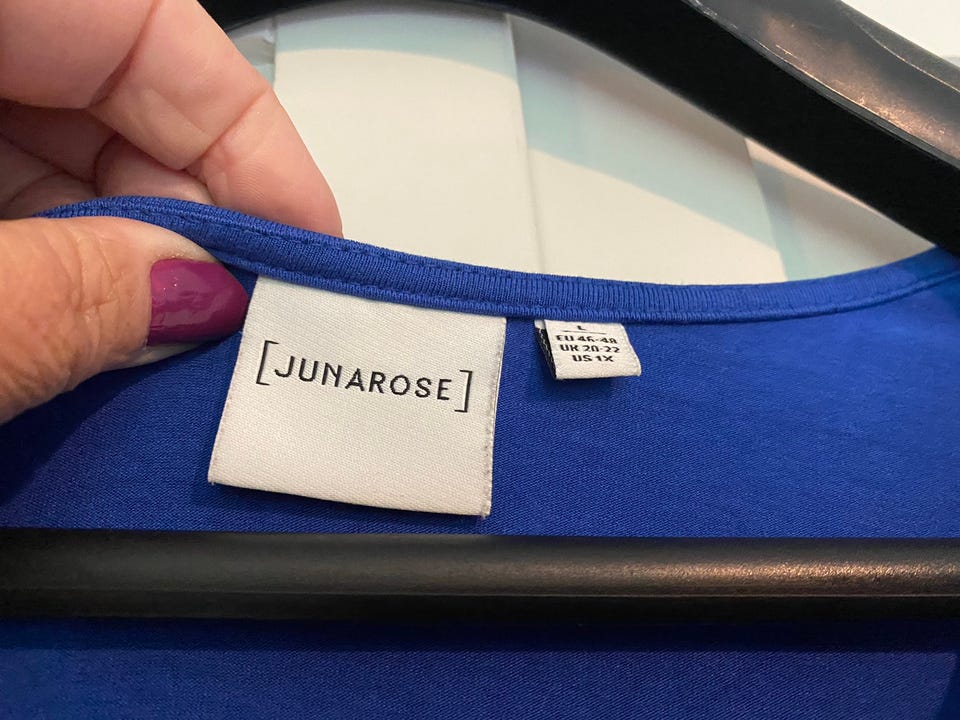 [JUNAROSE]
L
EU 46-48
UK 20-22
US 1X